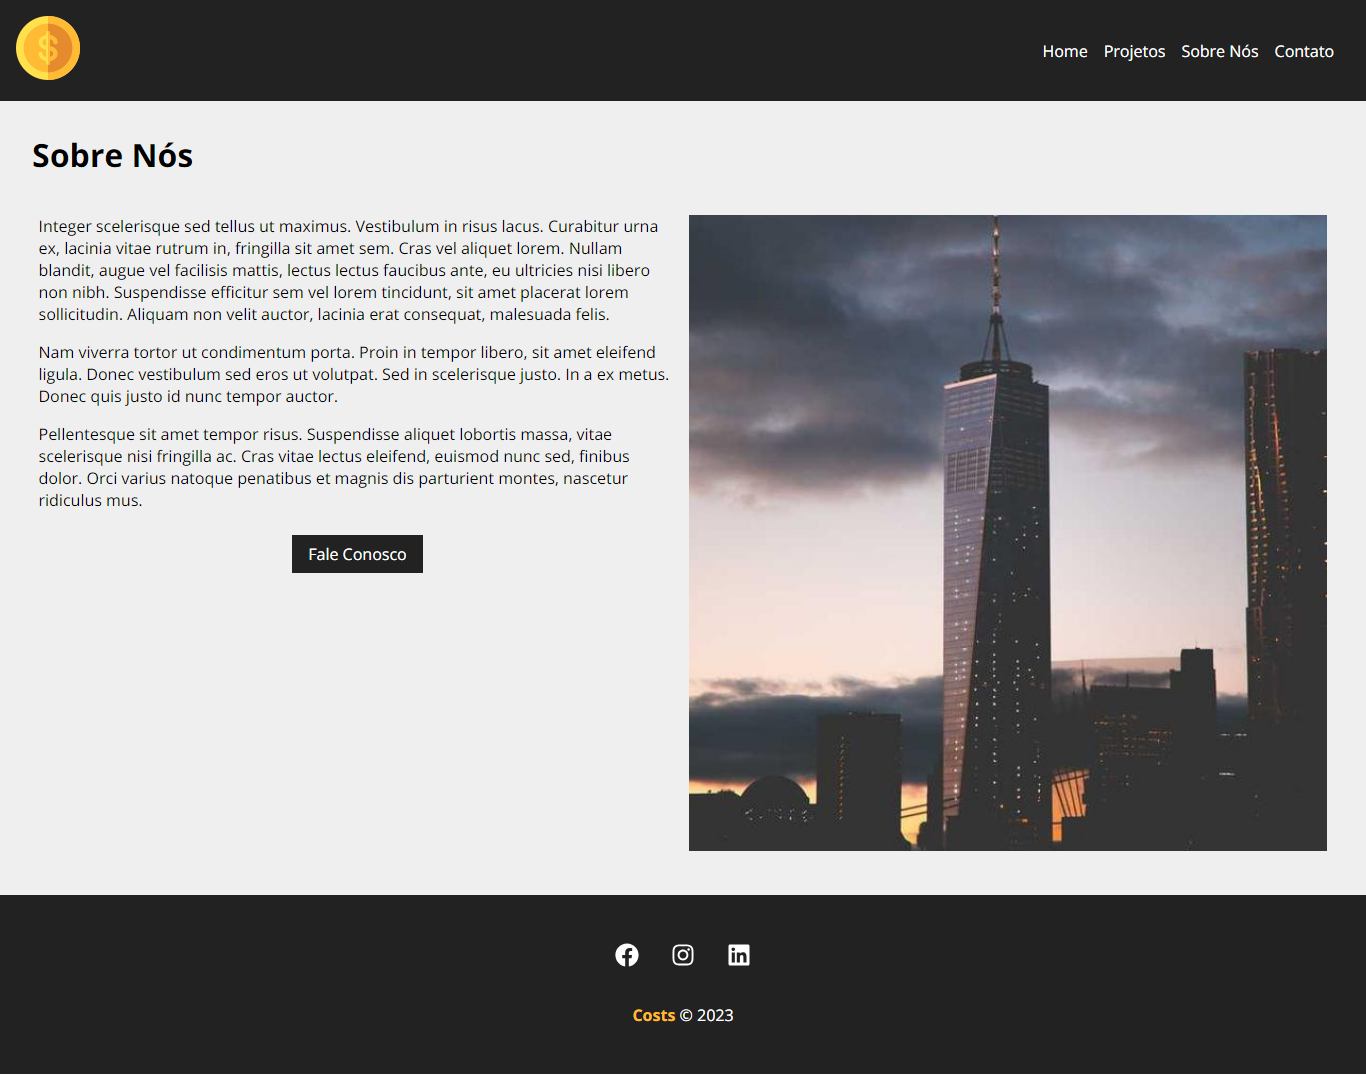 $
Home Projetos Sobre Nós Contato
Sobre Nós
Integer scelerisque sed tellus ut maximus. Vestibulum in risus lacus. Curabitur urna
ex, lacinia vitae rutrum in, fringilla sit amet sem. Cras vel aliquet lorem. Nullam
blandit, augue vel facilisis mattis, lectus lectus faucibus ante, eu ultricies nisi libero
non nibh. Suspendisse efficitur sem vel lorem tincidunt, sit amet placerat lorem
sollicitudin. Aliquam non velit auctor, lacinia erat consequat, malesuada felis.
Nam viverra tortor ut condimentum porta. Proin in tempor libero, sit amet eleifend
ligula. Donec vestibulum sed eros ut volutpat. Sed in scelerisque justo. In a ex metus.
Donec quis justo id nunc tempor auctor.
Pellentesque sit amet tempor risus. Suspendisse aliquet lobortis massa, vitae
scelerisque nisi fringilla ac. Cras vitae lectus eleifend, euismod nunc sed, finibus
dolor. Orci varius natoque penatibus et magnis dis parturient montes, nascetur
ridiculus mus.
Fale Conosco
Costs © 2023